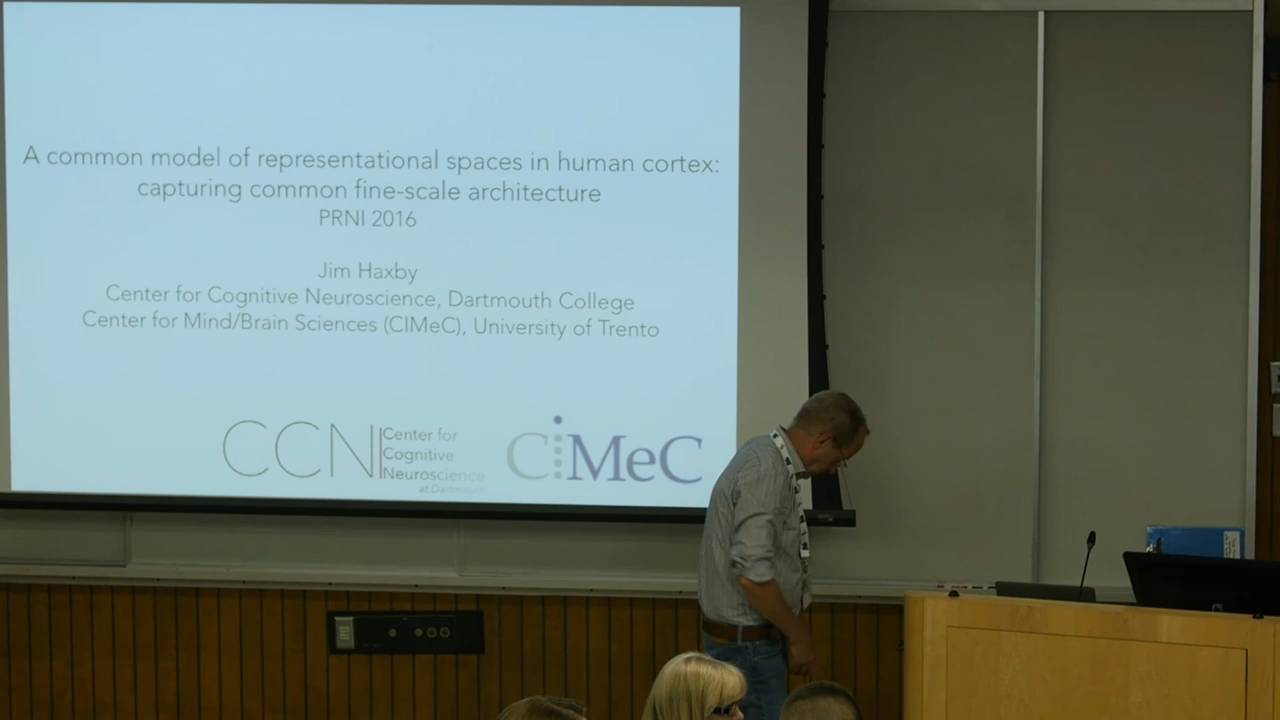 A common model of representational spaces in human cortex:
capturing common fine-scale architecture
PRNI 2016
Jim Haxby
Center for Cognitive Neuroscience, Dartmouth College
Center for Mind/Brain Sciences (CIMeC), University of Trento
CCN
Center for
Cognitive
Neuroscience
at Dartmouth
CiMeC